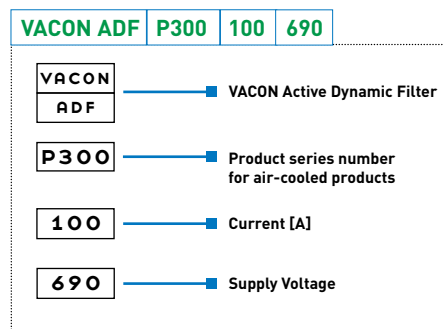 VACON ADF P300 100 690
VACON
ADF
VACON Active Dynamic Filter
P300
Product series number
for air-cooled products
100
Current [A]
690
Supply Voltage